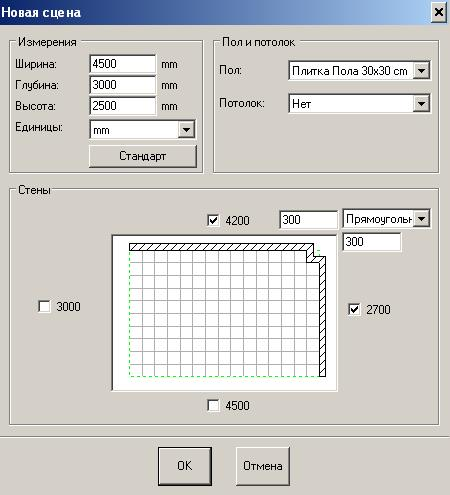 Новая сцена
Измерения
Ширина: 4500 mm
Глубина: 3000 mm
Высота: 2500 mm
Единицы: mm
Стандарт
Пол и потолок
Пол: Плитка Пола 30x30 cm
Потолок: Нет
Стены
4200 300 Прямоугольн
300
3000
2700
4500
OK Отмена